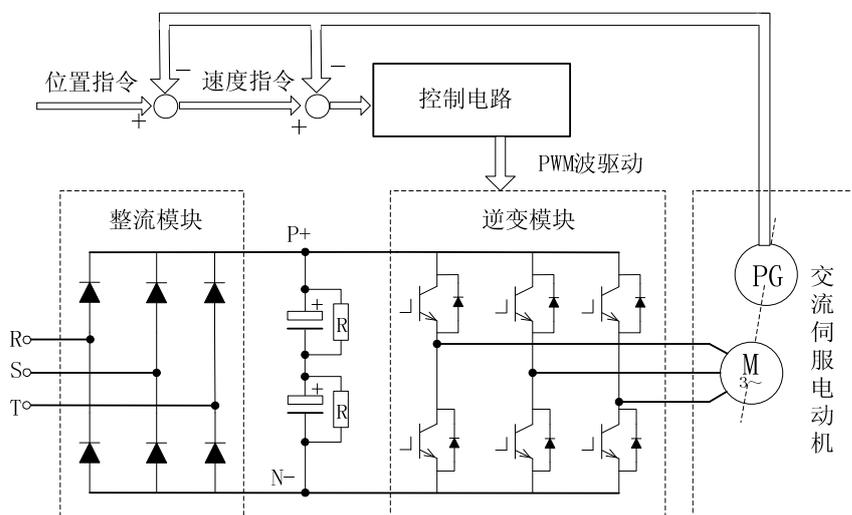 位置指令
速度指令
控制电路
PWM波驱动
整流模块
逆变模块
P+
N-
R
S
T
R
R
PG
M
3~
交流伺服电动机
+
−
+
−
+
+